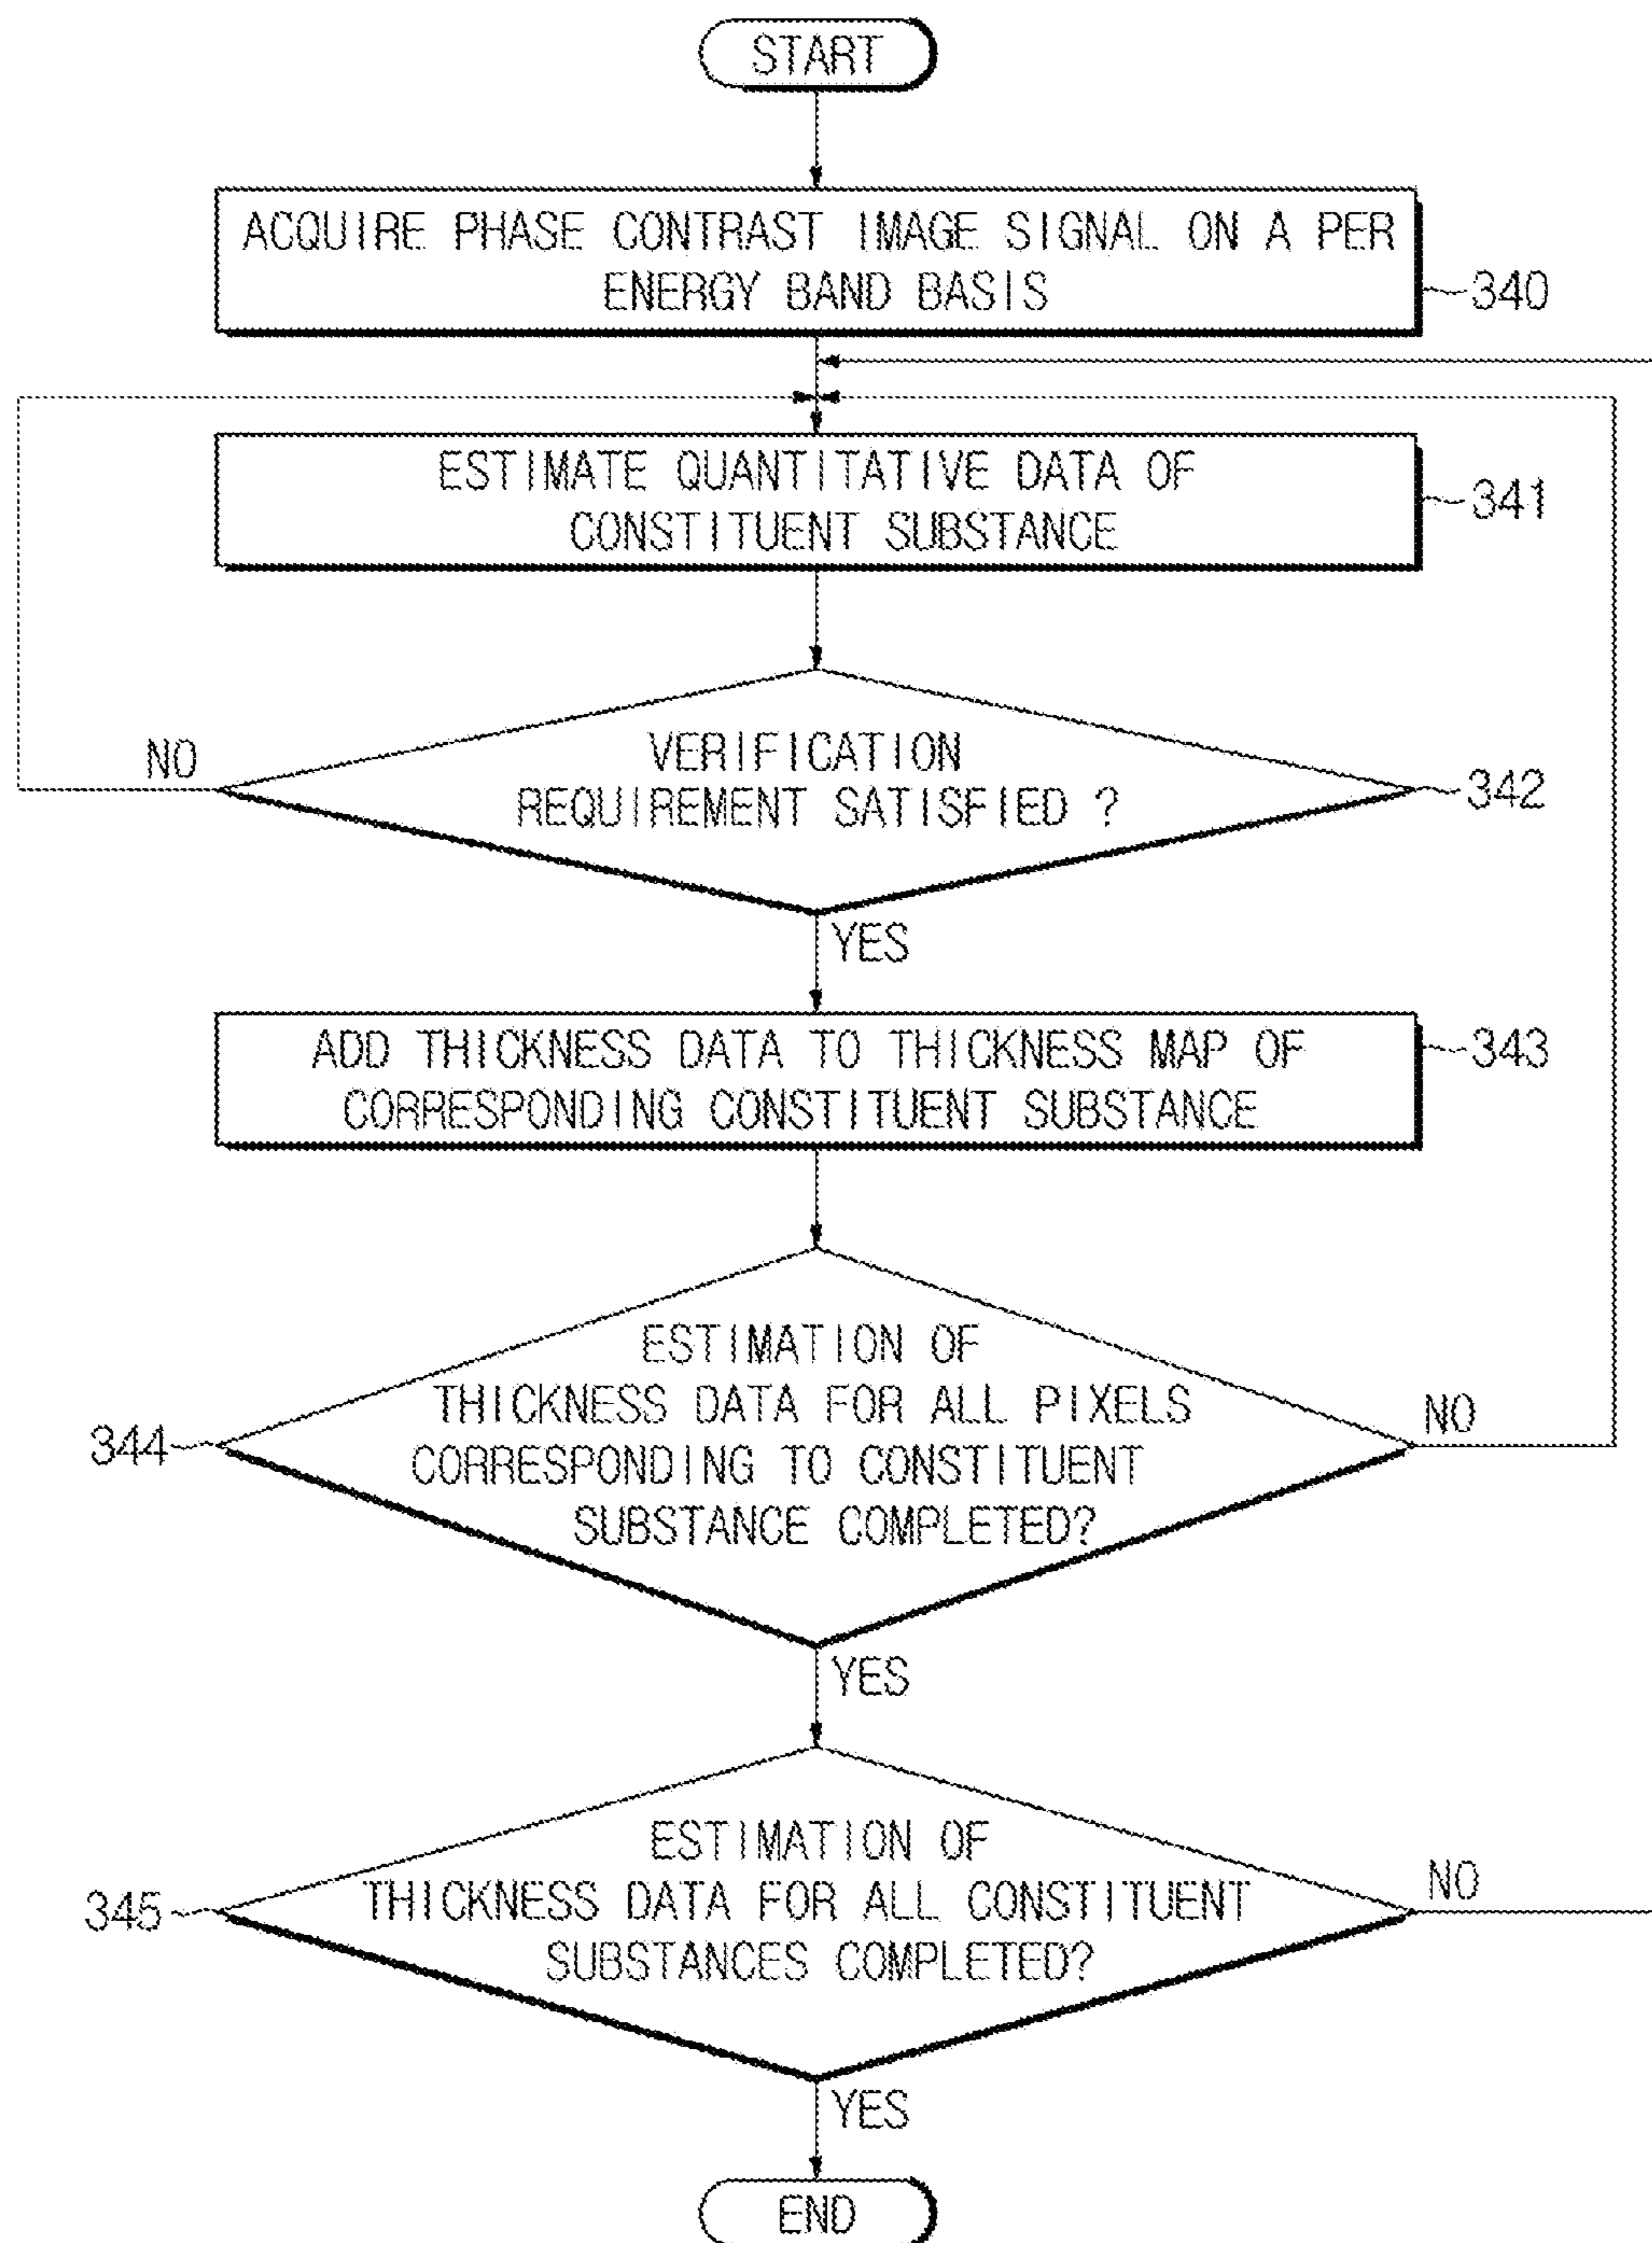 START
ACQUIRE PHASE CONTRAST IMAGE SIGNAL ON A PER
ENERGY BAND BASIS
340
ESTIMATE QUANTITATIVE DATA OF
CONSTITUENT SUBSTANCE
341
NO
VERIFICATION
REQUIREMENT SATISFIED ?
342
YES
ADD THICKNESS DATA TO THICKNESS MAP OF
CORRESPONDING CONSTITUENT SUBSTANCE
343
ESTIMATION OF
THICKNESS DATA FOR ALL PIXELS
CORRESPONDING TO CONSTITUENT
SUBSTANCE COMPLETED?
344
NO
YES
ESTIMATION OF
THICKNESS DATA FOR ALL CONSTITUENT
SUBSTANCES COMPLETED?
345
NO
YES
END